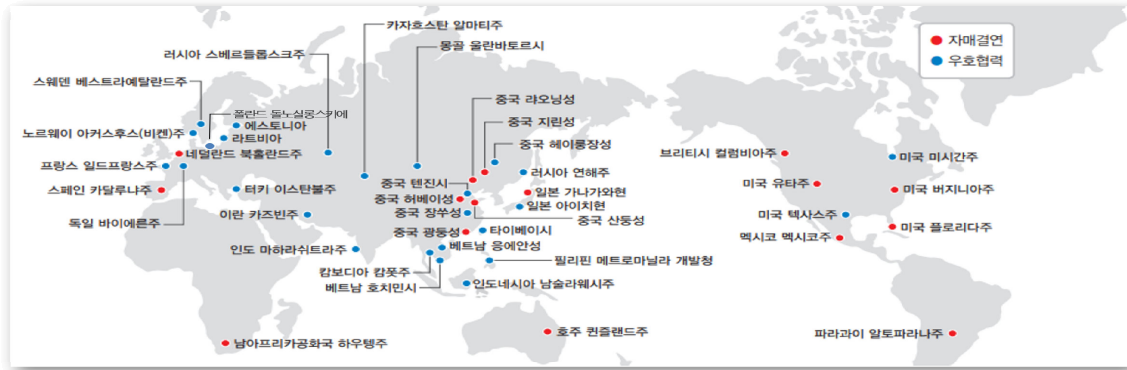 카자흐스탄 알마티주
몽골 울란바토르시
러시아 스베르들롭스크주
스웨덴 베스트라예탈란드주
폴란드 돌노실롱스키에
에스토니아
노르웨이 아커스후스(비켄)주
라트비아
네덜란드 북홀란드주
프랑스 일드프랑스주
스페인 카달루냐주
터키 이스탄불주
독일 바이에른주
이란 카즈빈주
인도 마하라쉬트라주
중국 랴오닝성
중국 지린성
중국 헤이룽장성
러시아 연해주
중국 텐진시
일본 가나가와현
중국 허베이성
일본 아이치현
중국 장쑤성
중국 산둥성
중국 광둥성
타이베이시
베트남 응에안성
필리핀 메트로마닐라 개발청
캄보디아 캄폿주
베트남 호치민시
인도네시아 남술라웨시주
호주 퀸즐랜드주
남아프리카공화국 하우텡주
자매결연
우호협력
브리티시 컬럼비아주
미국 미시간주
미국 유타주
미국 버지니아주
미국 텍사스주
미국 플로리다주
멕시코 멕시코주
파라과이 알토파라나주